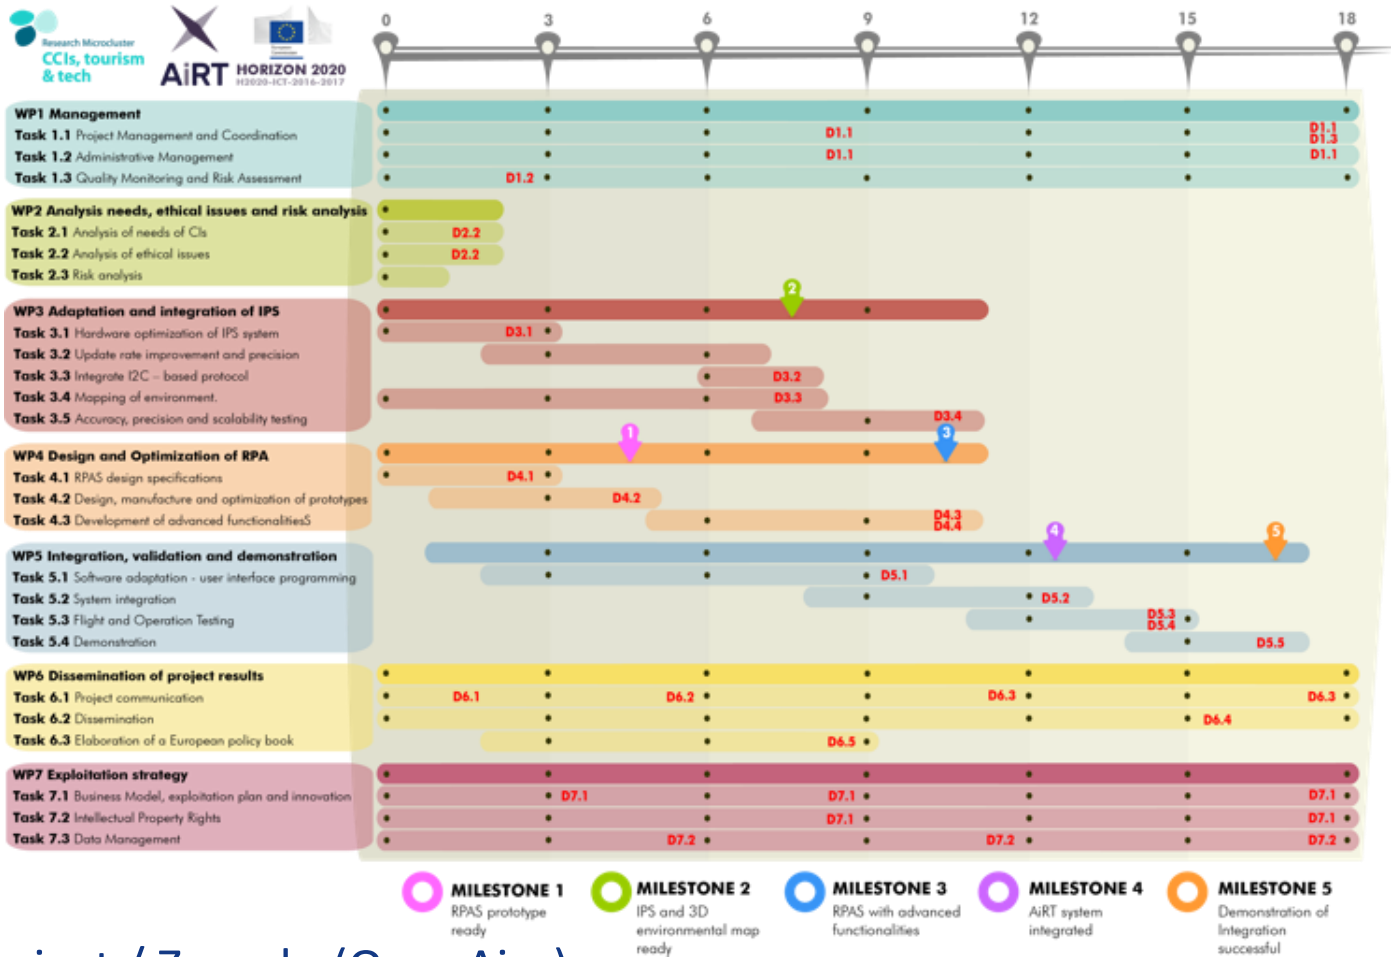 0 3 6 9 12 15 18
Research Microcluster
CCIs, tourism
& tech
AiRT
European
Commission
HORIZON 2020
H2020-ICT-2016-2017
WP1 Management
Task 1.1 Project Management and Coordination D1.1 D1.1
D1.3
Task 1.2 Administrative Management D1.1 D1.1
Task 1.3 Quality Monitoring and Risk Assessment D1.2
WP2 Analysis needs, ethical issues and risk analysis
Task 2.1 Analysis of needs of CIs D2.2
Task 2.2 Analysis of ethical issues D2.2
Task 2.3 Risk analysis
2
WP3 Adaptation and integration of IPS
Task 3.1 Hardware optimization of IPS system D3.1
Task 3.2 Update rate improvement and precision
Task 3.3 Integrate I2C – based protocol D3.2
Task 3.4 Mapping of environment. D3.3
Task 3.5 Accuracy, precision and scalability testing D3.4
1 3
WP4 Design and Optimization of RPA
Task 4.1 RPAS design specifications D4.1
Task 4.2 Design, manufacture and optimization of prototypes D4.2
Task 4.3 Development of advanced functionalitiesS D4.3
D4.4
4 5
WP5 Integration, validation and demonstration
Task 5.1 Software adaptation - user interface programming D5.1
Task 5.2 System integration D5.2
Task 5.3 Flight and Operation Testing D5.3
D5.4
Task 5.4 Demonstration D5.5
WP6 Dissemination of project results
Task 6.1 Project communication D6.1 D6.2 D6.3 D6.3
Task 6.2 Dissemination D6.4
Task 6.3 Elaboration of a European policy book D6.5
WP7 Exploitation strategy
Task 7.1 Business Model, exploitation plan and innovation D7.1 D7.1 D7.1
Task 7.2 Intellectual Property Rights D7.1 D7.1
Task 7.3 Data Management D7.2 D7.2 D7.2
MILESTONE 1
RPAS prototype
ready
MILESTONE 2
IPS and 3D
environmental map
ready
MILESTONE 3
RPAS with advanced
functionalities
MILESTONE 4
AiRT system
integrated
MILESTONE 5
Demonstration of
Integration
successful